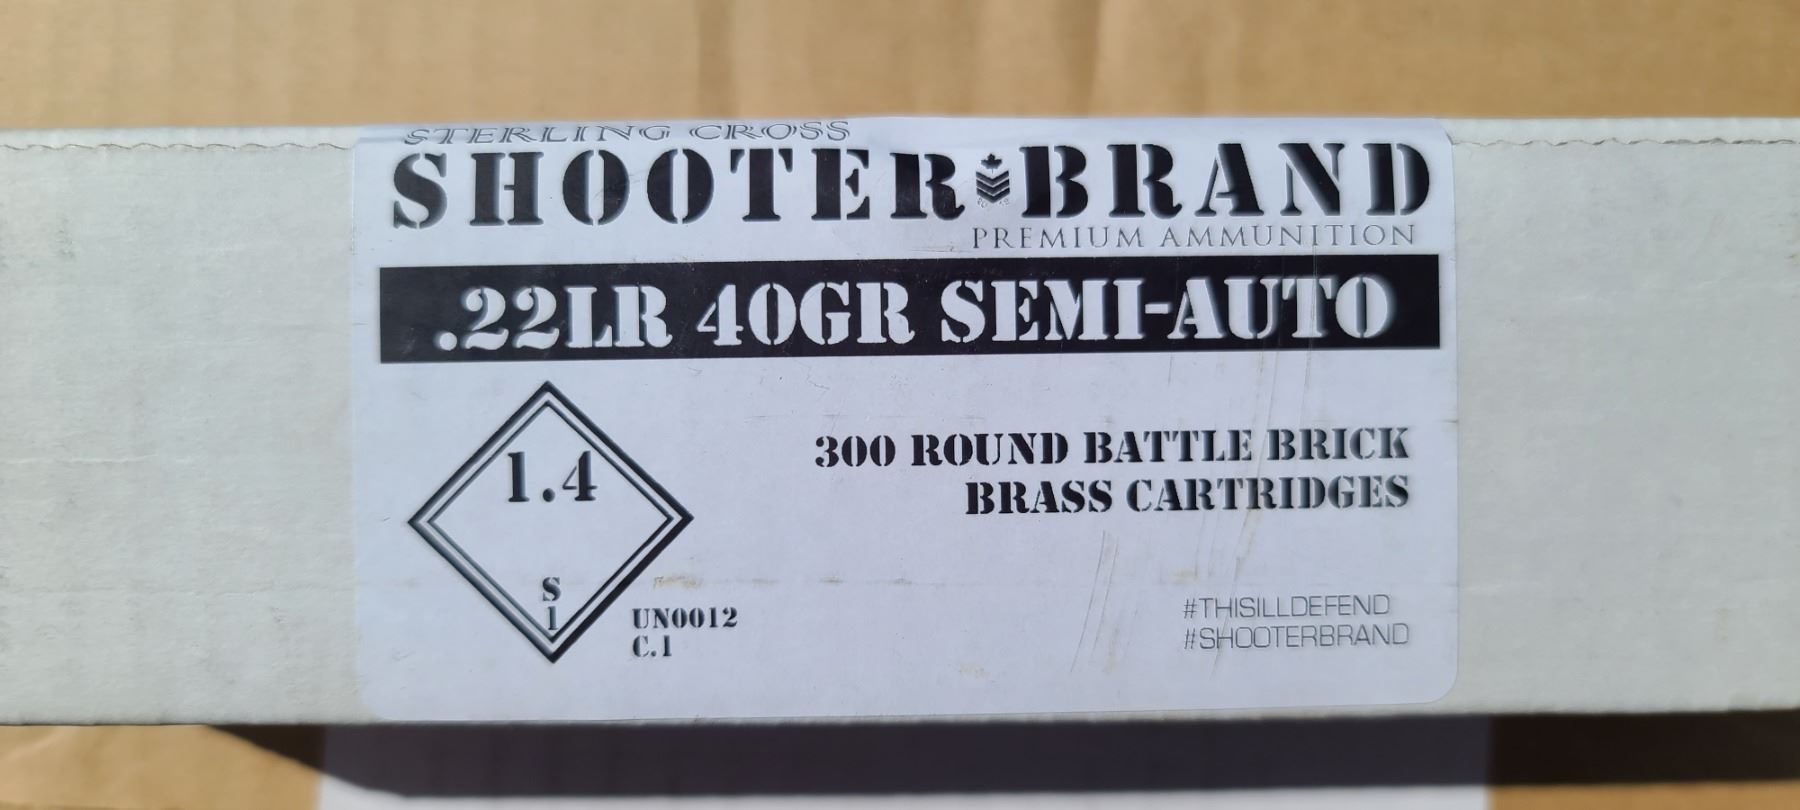 STERLING CROSS
SHOOTER BRAND
PREMIUM AMMUNITION
.22LR 40GR SEMI-AUTO
1.4
S
1
UN0012
C.1
300 ROUND BATTLE BRICK
BRASS CARTRIDGES
#THISILLDEFEND
#SHOOTERBRAND